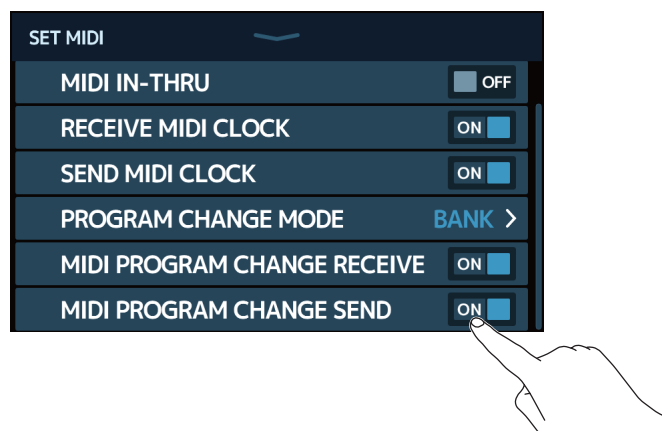 SET MIDI
MIDI IN-THRU OFF
RECEIVE MIDI CLOCK ON
SEND MIDI CLOCK ON
PROGRAM CHANGE MODE BANK >
MIDI PROGRAM CHANGE RECEIVE ON
MIDI PROGRAM CHANGE SEND ON